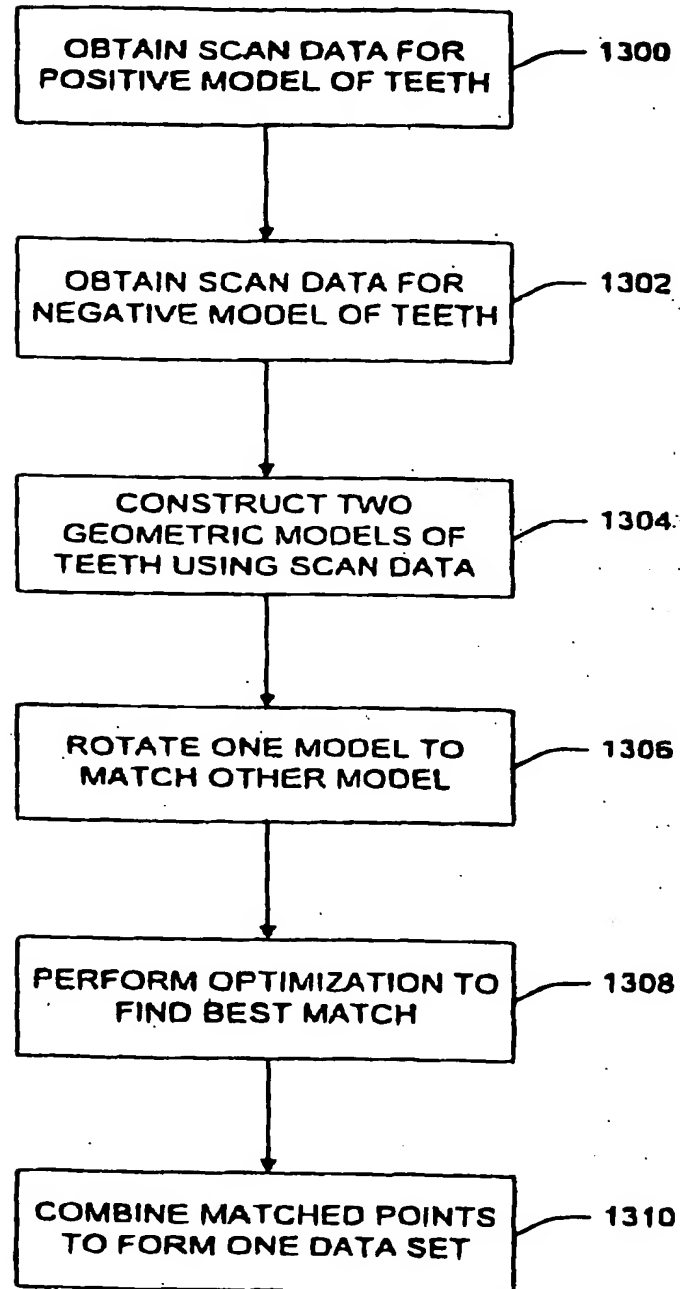 OBTAIN SCAN DATA FOR
POSITIVE MODEL OF TEETH
1300
OBTAIN SCAN DATA FOR
NEGATIVE MODEL OF TEETH
1302
CONSTRUCT TWO
GEOMETRIC MODELS OF
TEETH USING SCAN DATA
1304
ROTATE ONE MODEL TO
MATCH OTHER MODEL
1306
PERFORM OPTIMIZATION TO
FIND BEST MATCH
1308
COMBINE MATCHED POINTS
TO FORM ONE DATA SET
1310